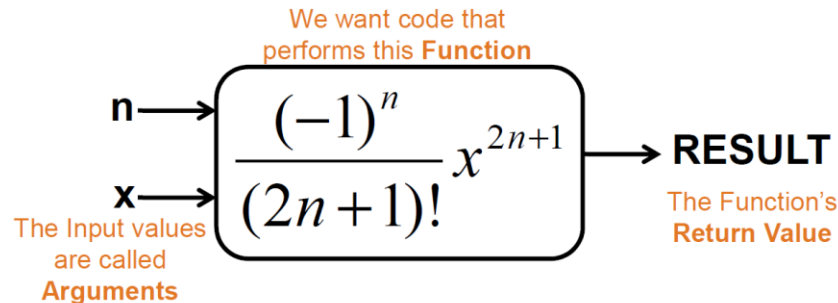 We want code that
performs this Function
n
x
(-1)^n / (2n+1)! x^{2n+1}
RESULT
The Input values
are called
Arguments
The Function's
Return Value